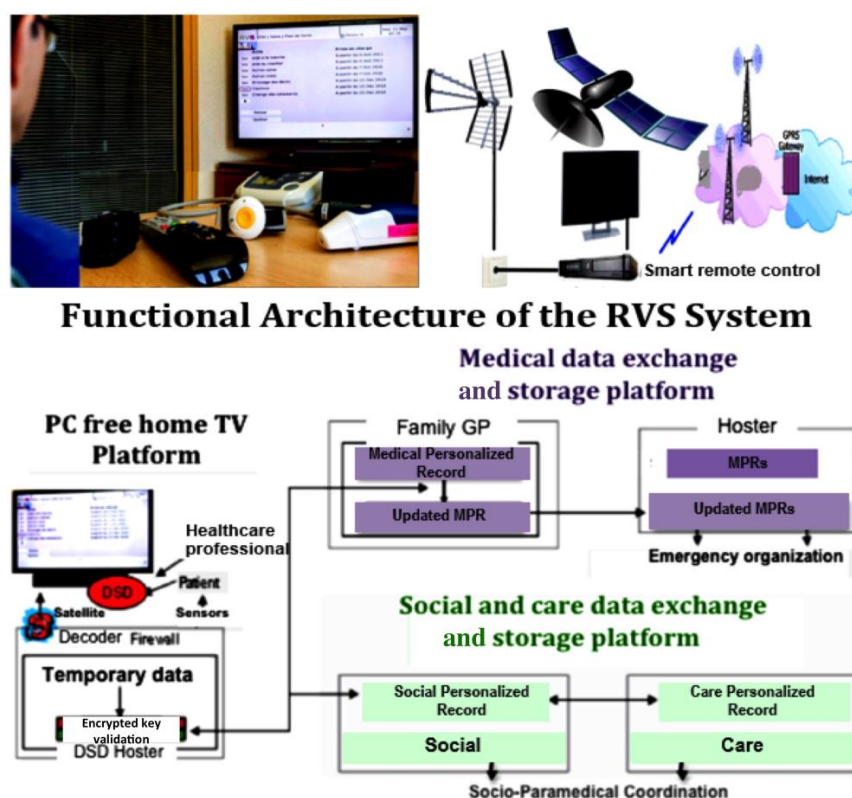 RVS
GPRS
Gateway
Internet
Smart remote control
Functional Architecture of the RVS System
Medical data exchange
and storage platform
PC free home TV
Platform
Family GP
Medical Personalized
Record
Updated MPR
Hoster
MPRs
Updated MPRs
Emergency organization
Healthcare
professional
DSD
Patient
Satellite
Sensors
Decoder Firewall
Temporary data
Encrypted key
validation
DSD Hoster
Social and care data exchange
and storage platform
Social Personalized
Record
Social
Care Personalized
Record
Care
Socio-Paramedical Coordination